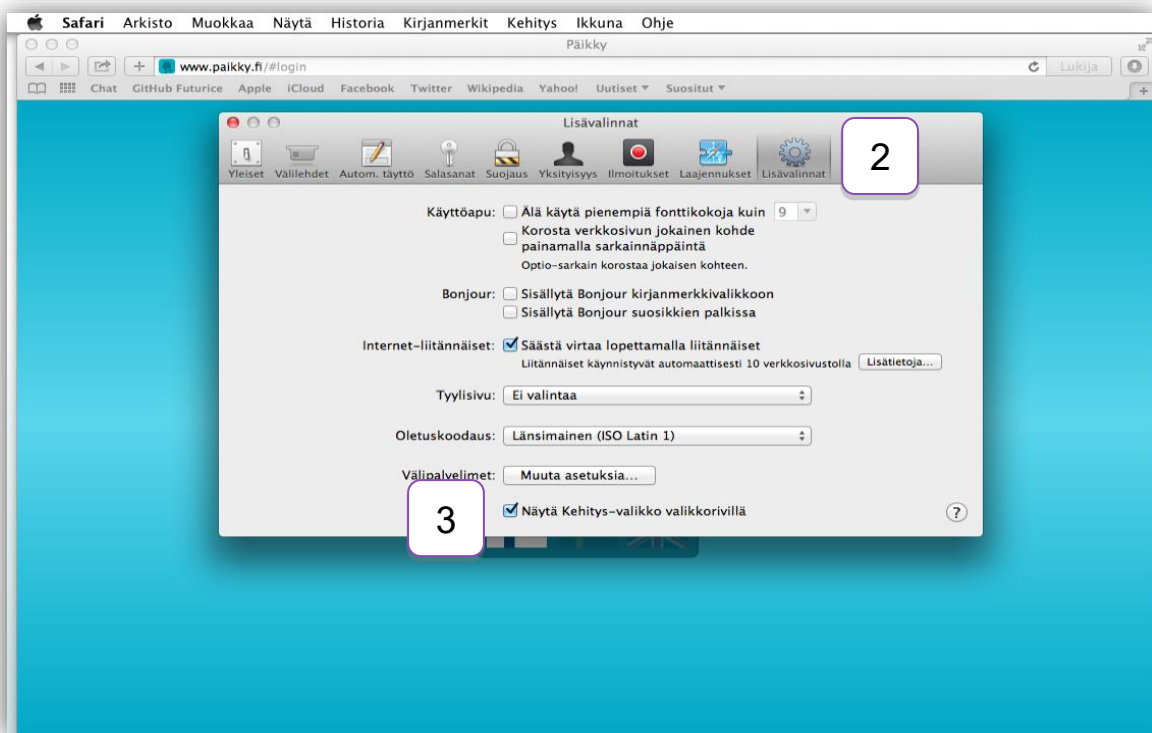 Safari Arkisto Muokkaa Näytä Historia Kirjanmerkit Kehitys Ikkuna Ohje
Päikky
www.paikky.fi/#login Lukija
Chat GitHub Futurice Apple iCloud Facebook Twitter Wikipedia Yahoo! Uutiset Suositut
Lisävalinnat
2
Yleiset Välilehdet Autom. täyttö Salasanat Suojaus Yksityisyys Ilmoitukset Laajennukset Lisävalinnat
Käyttöapu: Älä käytä pienempiä fonttikokoja kuin 9
Korosta verkkosivun jokainen kohde
painamalla sarkainnäppäintä
Optio-sarkain korostaa jokaisen kohteen.
Bonjour: Sisällytä Bonjour kirjanmerkkivalikkoon
Sisällytä Bonjour suosikkien palkissa
Internet-liitännäiset: Säästä virtaa lopettamalla liitännäiset
Liitännäiset käynnistyvät automaattisesti 10 verkkosivustolla Lisätietoja...
Tyylisivu: Ei valintaa
Oletuskoodaus: Länsimainen (ISO Latin 1)
Välipalvelimet: Muuta asetuksia...
3
Näytä Kehitys-valikko valikkorivillä ?